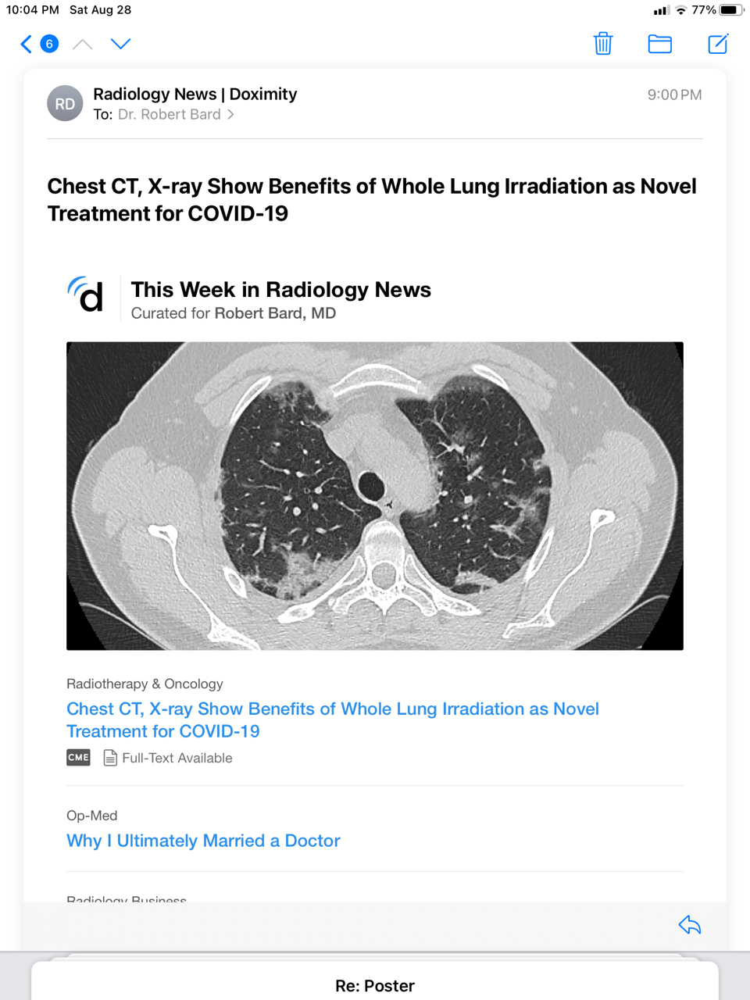 10:04 PM Sat Aug 28 77%
6
RD
Radiology News | Doximity
9:00 PM
To: Dr. Robert Bard
Chest CT, X-ray Show Benefits of Whole Lung Irradiation as Novel
Treatment for COVID-19
d
This Week in Radiology News
Curated for Robert Bard, MD
Radiotherapy & Oncology
Chest CT, X-ray Show Benefits of Whole Lung Irradiation as Novel
Treatment for COVID-19
CME Full-Text Available
Op-Med
Why I Ultimately Married a Doctor
Radiology Business
Re: Poster